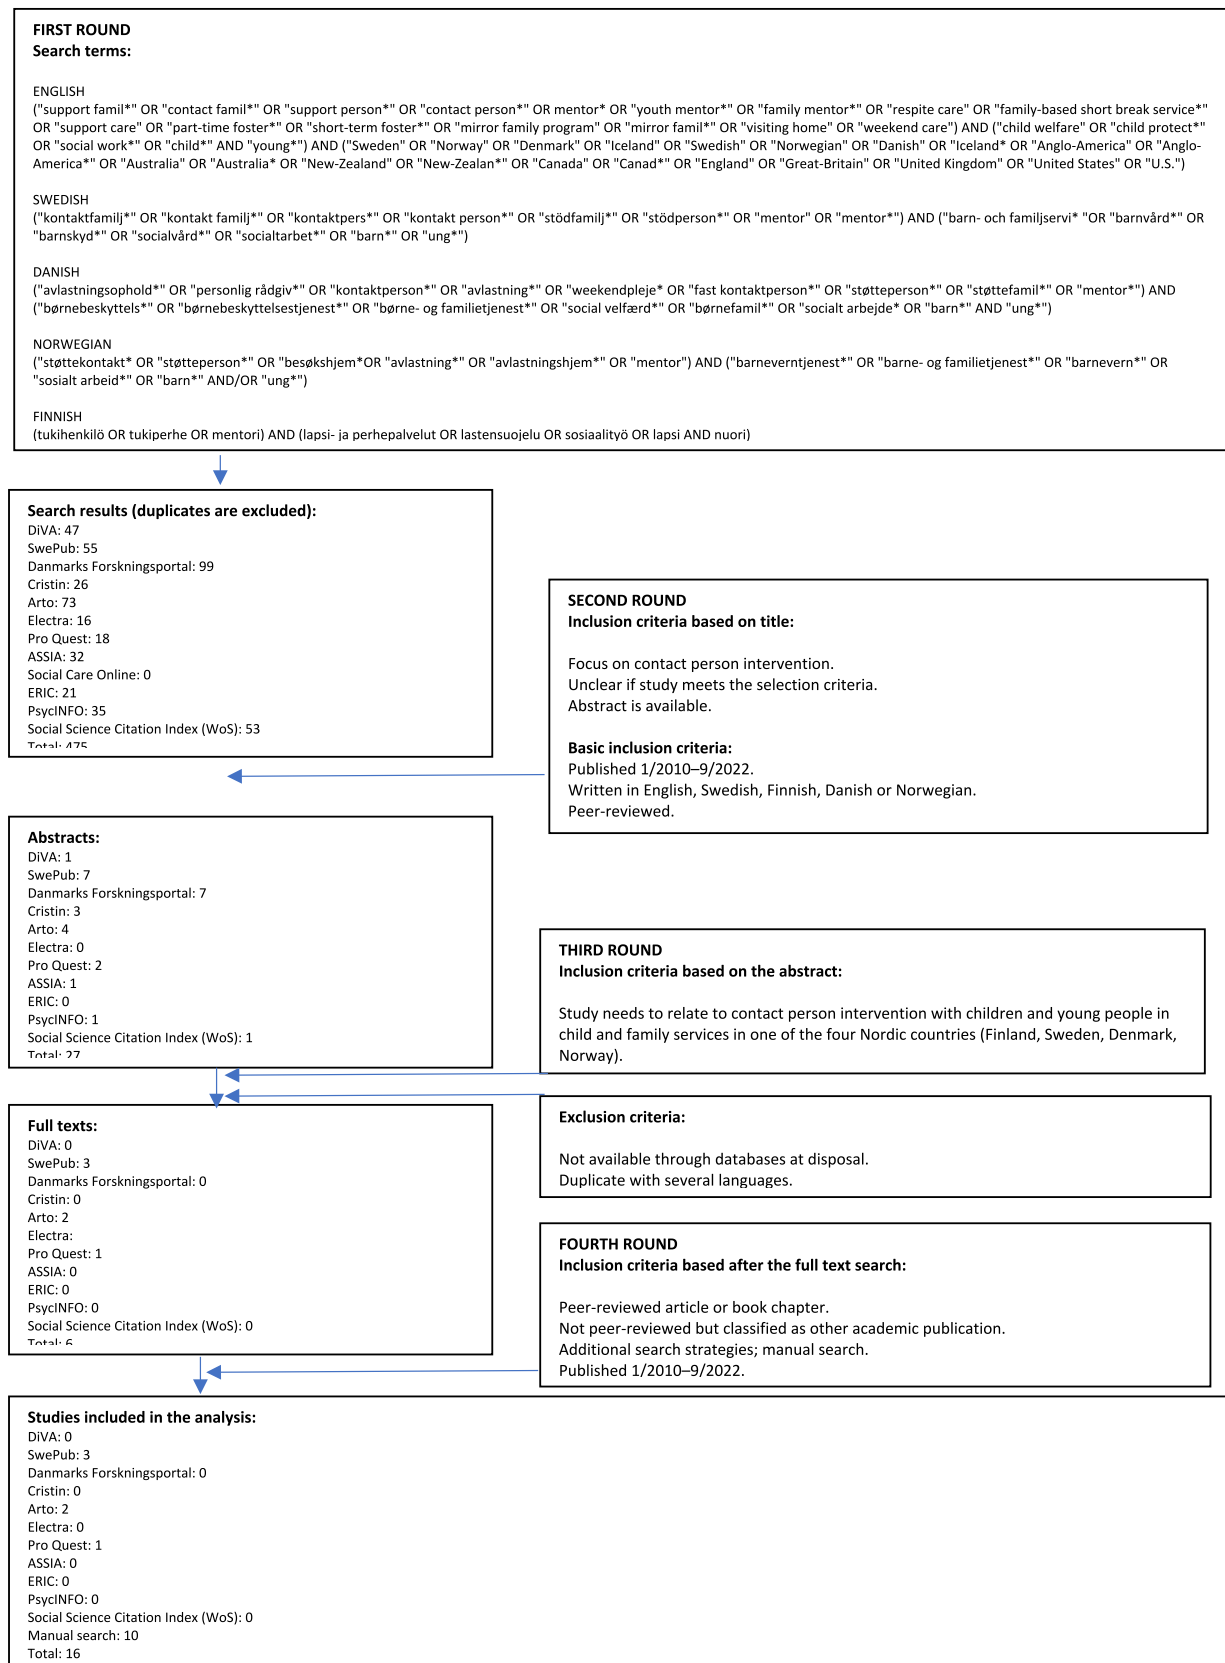 FIRST ROUND
Search terms:
ENGLISH
("support famil*" OR "contact famil*" OR "support person*" OR "contact person*" OR mentor* OR "youth mentor*" OR "family mentor*" OR "respite care" OR "family-based short break service*"
OR "support care" OR "part-time foster*" OR "short-term foster*" OR "mirror family program" OR "mirror famil*" OR "visiting home" OR "weekend care") AND ("child welfare" OR "child protect*"
OR "social work*" OR "child*" AND "young*") AND ("Sweden" OR "Norway" OR "Denmark" OR "Iceland" OR "Swedish" OR "Norwegian" OR "Danish" OR "Iceland* OR "Anglo-America" OR "Anglo-
America*" OR "Australia" OR "Australia* OR "New-Zealand" OR "New-Zealan*" OR "Canada" OR "Canad*" OR "England" OR "Great-Britain" OR "United Kingdom" OR "United States" OR "U.S.")
SWEDISH
("kontaktfamilj*" OR "kontakt familj*" OR "kontaktpers*" OR "kontakt person*" OR "stödfamilj*" OR "stödperson*" OR "mentor" OR "mentor*") AND ("barn- och familjservi* "OR "barnvård*" OR
"barnskyd*" OR "socialvård*" OR "socialtarbet*" OR "barn*" OR "ung*")
DANISH
("avlastningsophold*" OR "personlig rådgiv*" OR "kontaktperson*" OR "avlastning*" OR "weekendpleje* OR "fast kontaktperson*" OR "støtteperson*" OR "støttefamil*" OR "mentor*") AND
("børnebeskyttels*" OR "børnebeskyttelsestjenest*" OR "børne- og familietjenest*" OR "social velfærd*" OR "børnefamil*" OR "socialt arbejde* OR "barn*" AND "ung*")
NORWEGIAN
("støttekontakt* OR "støtteperson*" OR "besøkshjem*OR "avlastning*" OR "avlastningshjem*" OR "mentor") AND ("barneverntjenest*" OR "barne- og familietjenest*" OR "barnevern*" OR
"sosialt arbeid*" OR "barn*" AND/OR "ung*")
FINNISH
(tukihenkilö OR tukiperhe OR mentori) AND (lapsi- ja perhepalvelut OR lastensuojelu OR sosiaalityö OR lapsi AND nuori)
Search results (duplicates are excluded):
DiVA: 47
SwePub: 55
Danmarks Forskningsportal: 99
Cristin: 26
Arto: 73
Electra: 16
Pro Quest: 18
ASSIA: 32
Social Care Online: 0
ERIC: 21
PsycINFO: 35
Social Science Citation Index (WoS): 53
Total: 475
SECOND ROUND
Inclusion criteria based on title:
Focus on contact person intervention.
Unclear if study meets the selection criteria.
Abstract is available.
Basic inclusion criteria:
Published 1/2010–9/2022.
Written in English, Swedish, Finnish, Danish or Norwegian.
Peer-reviewed.
Abstracts:
DiVA: 1
SwePub: 7
Danmarks Forskningsportal: 7
Cristin: 3
Arto: 4
Electra: 0
Pro Quest: 2
ASSIA: 1
ERIC: 0
PsycINFO: 1
Social Science Citation Index (WoS): 1
Total: 27
THIRD ROUND
Inclusion criteria based on the abstract:
Study needs to relate to contact person intervention with children and young people in
child and family services in one of the four Nordic countries (Finland, Sweden, Denmark,
Norway).
Exclusion criteria:
Not available through databases at disposal.
Duplicate with several languages.
Full texts:
DiVA: 0
SwePub: 3
Danmarks Forskningsportal: 0
Cristin: 0
Arto: 2
Electra:
Pro Quest: 1
ASSIA: 0
ERIC: 0
PsycINFO: 0
Social Science Citation Index (WoS): 0
Total: 6
FOURTH ROUND
Inclusion criteria based after the full text search:
Peer-reviewed article or book chapter.
Not peer-reviewed but classified as other academic publication.
Additional search strategies; manual search.
Published 1/2010–9/2022.
Studies included in the analysis:
DiVA: 0
SwePub: 3
Danmarks Forskningsportal: 0
Cristin: 0
Arto: 2
Electra: 0
Pro Quest: 1
ASSIA: 0
ERIC: 0
PsycINFO: 0
Social Science Citation Index (WoS): 0
Manual search: 10
Total: 16